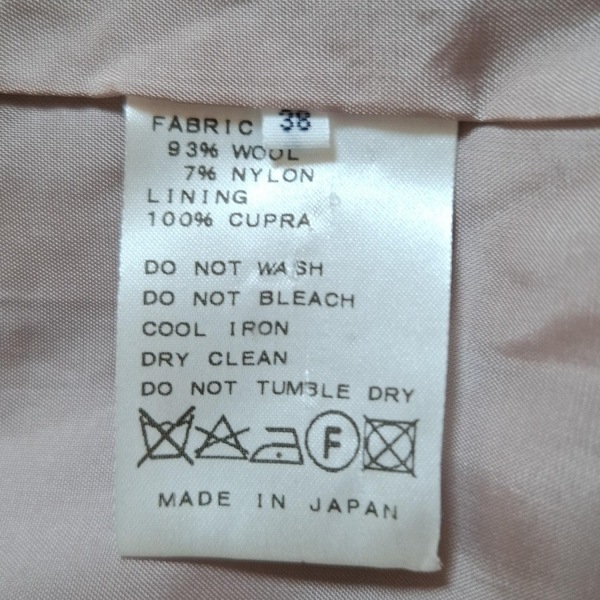 38
FABRIC
93% WOOL
7% NYLON
LINING
100% CUPRA
DO NOT WASH
DO NOT BLEACH
COOL IRON
DRY CLEAN
DO NOT TUMBLE DRY
F
MADE IN JAPAN